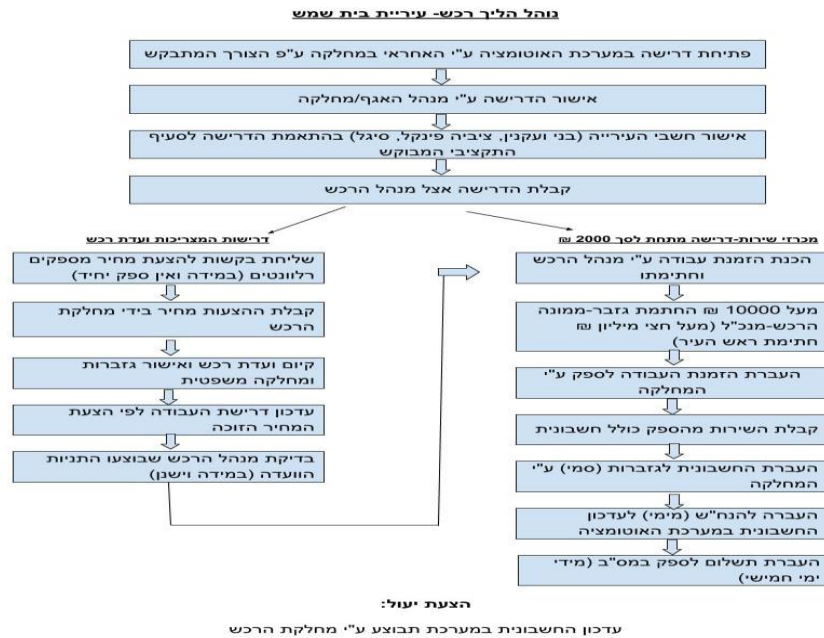 נוהל הליך רכש- עיריית בית שמש
פתיחת דרישה במערכת האוטומציה ע"י האחראי במחלקה ע"פ הצורך המתבקש
אישור הדרישה ע"י מנהל האגף/מחלקה
אישור חשבי העירייה (בני ועקנין, ציביה פינקל, סיגל) בהתאמת הדרישה לסעיף
התקציבי המבוקש
קבלת הדרישה אצל מנהל הרכש
מכרזי שירות-דרישה מתחת לסך 2000 ₪
הכנת הזמנת עבודה ע"י מנהל הרכש
וחתימתו
מעל 10000 ₪ החתמת גזבר-ממונה
הרכש-מנכ"ל (מעל חצי מיליון ₪
חתימת ראש העיר)
העברת הזמנת העבודה לספק ע"י
המחלקה
קבלת השירות מהספק כולל חשבונית
העברת החשבונית לגזברות (סמי) ע"י
המחלקה
העברה להנח"ש (מימי) לעדכון
החשבונית במערכת האוטומציה
העברת תשלום לספק במס"ב (מידי
ימי חמישי)
דרישות המצריכות ועדת רכש
שליחת בקשות להצעת מחיר מספקים
רלוונטים (במידה ואין ספק יחיד)
קבלת ההצעות מחיר בידי מחלקת
הרכש
קיום ועדת רכש ואישור גזברות
ומחלקה משפטית
עדכון דרישת העבודה לפי הצעת
המחיר הזוכה
בדיקת מנהל הרכש שבוצעו התניות
הוועדה (במידה וישנן)
הצעת יעול:
עדכון החשבונית במערכת תבוצע ע"י מחלקת הרכש